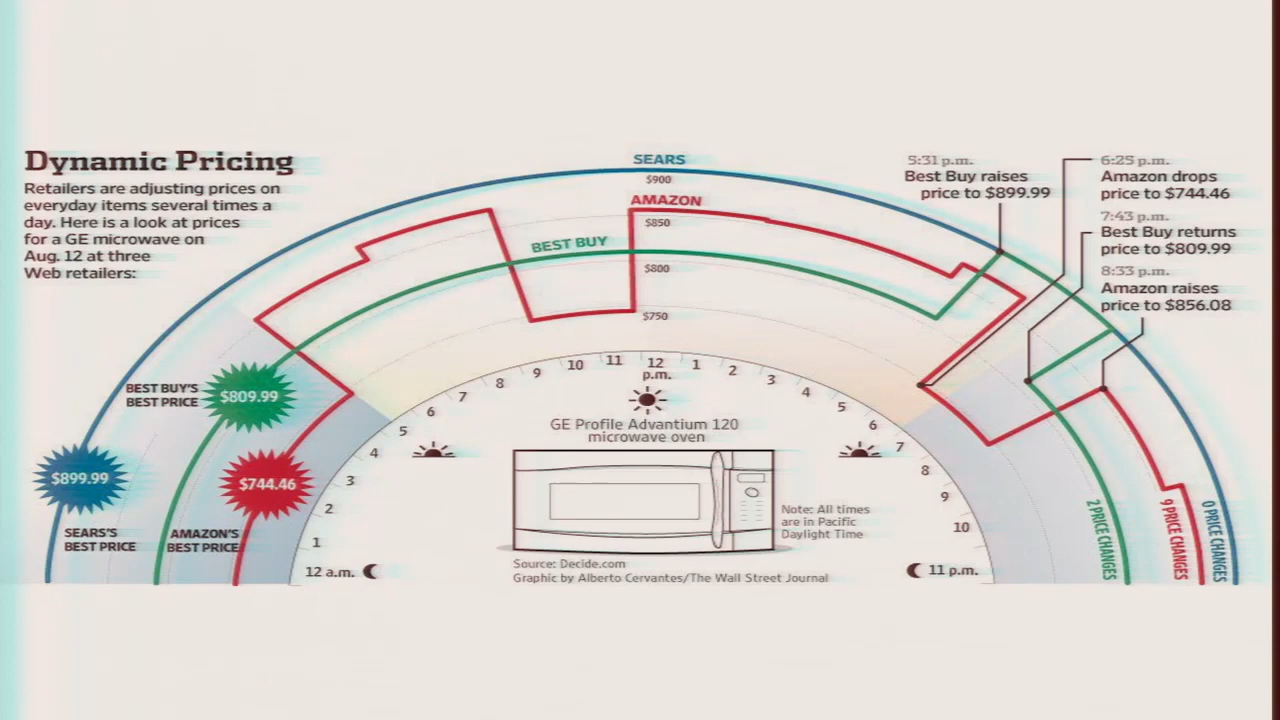 Dynamic Pricing
Retailers are adjusting prices on
everyday items several times a
day. Here is a look at prices
for a GE microwave on
Aug. 12 at three
Web retailers:
SEARS
$900
AMAZON
$850
BEST BUY
$800
$750
5:31 p.m.
Best Buy raises
price to $899.99
6:25 p.m.
Amazon drops
price to $744.46
7:43 p.m.
Best Buy returns
price to $809.99
8:33 p.m.
Amazon raises
price to $856.08
BEST BUY'S
BEST PRICE
$809.99
$899.99
$744.46
SEARS'S
BEST PRICE
AMAZON'S
BEST PRICE
12 a.m.
1
2
3
4
5
6
7
8
9
10
11
12
p.m.
1
2
3
4
5
6
7
8
9
10
11 p.m.
GE Profile Advantium 120
microwave oven
Note: All times
are in Pacific
Daylight Time
Source: Decide.com
Graphic by Alberto Cervantes/The Wall Street Journal
2 PRICE CHANGES
9 PRICE CHANGES
0 PRICE CHANGES